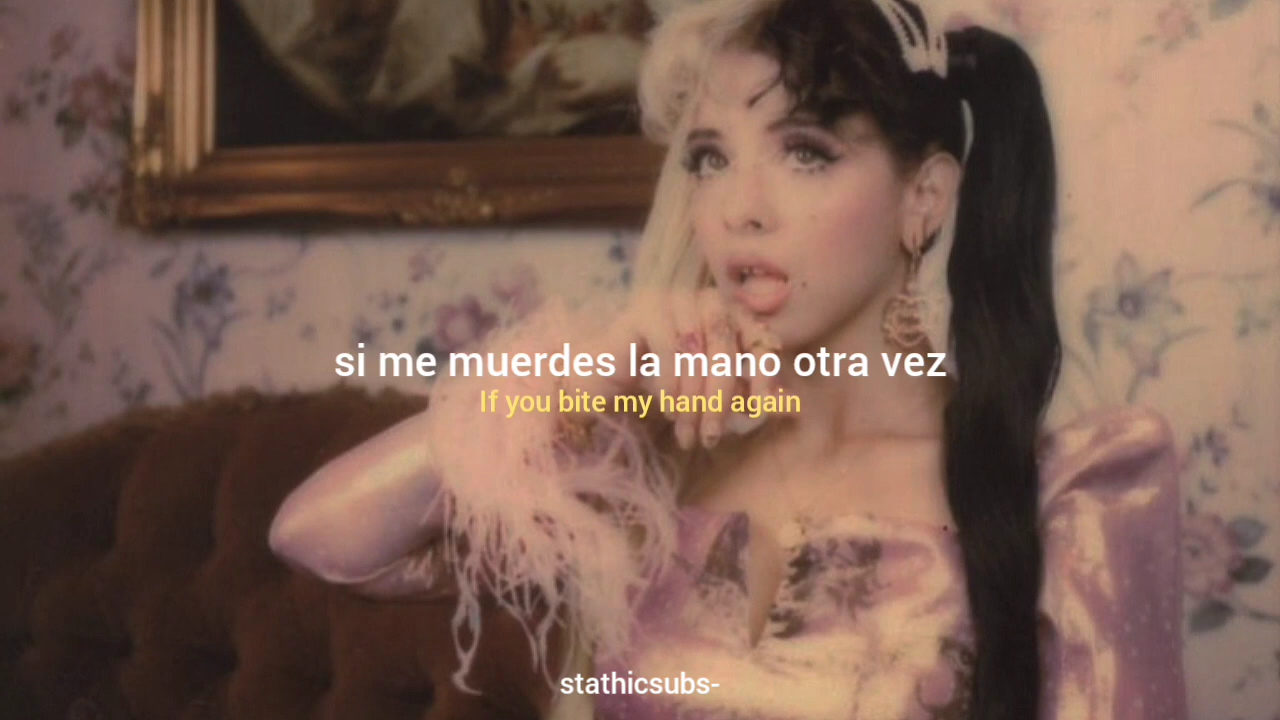 si me muerdes la mano otra vez
If you bite my hand again
stathicsubs-